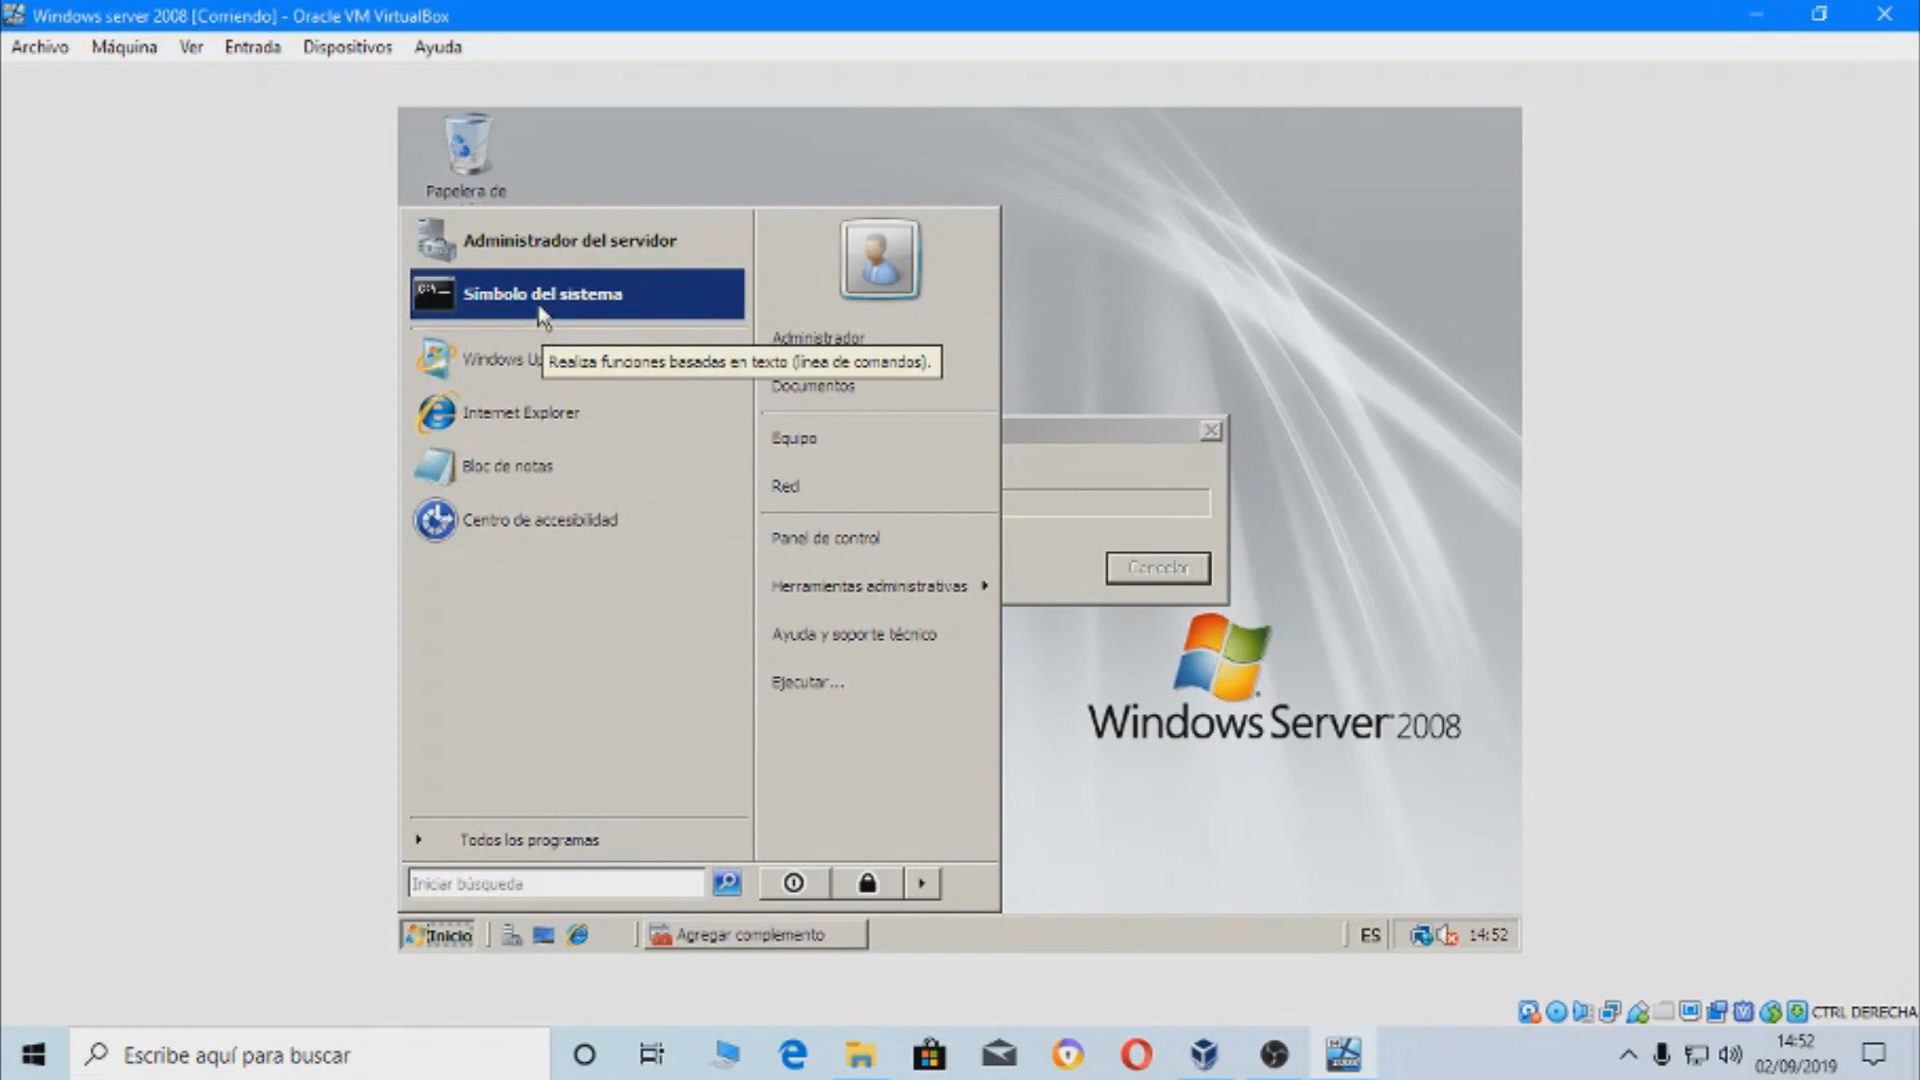 Windows server 2008 [Corriendo] - Oracle VM VirtualBox
Archivo Máquina Ver Entrada Dispositivos Ayuda
Papelera de
Administrador del servidor
Símbolo del sistema
Windows Up
Realiza funciones basadas en texto (línea de comandos).
Internet Explorer
Bloc de notas
Centro de accesibilidad
Todos los programas
Iniciar búsqueda
Administrador
Documentos
Equipo
Red
Panel de control
Herramientas administrativas
Ayuda y soporte técnico
Ejecutar...
Cancelar
Windows Server 2008
Inicio
Agregar complemento
ES
14:52
CTRL DERECHA
Escribe aquí para buscar
14:52
02/09/2019